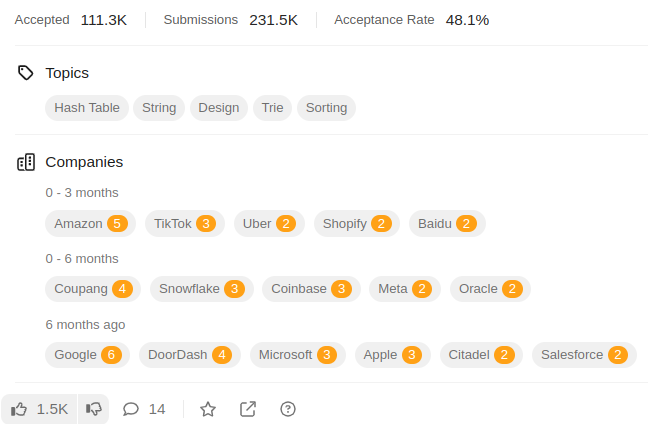 Accepted 111.3K Submissions 231.5K Acceptance Rate 48.1%
Topics
Hash Table String Design Trie Sorting
Companies
0 - 3 months
Amazon 5 TikTok 3 Uber 2 Shopify 2 Baidu 2
0 - 6 months
Coupang 4 Snowflake 3 Coinbase 3 Meta 2 Oracle 2
6 months ago
Google 6 DoorDash 4 Microsoft 3 Apple 3 Citadel 2 Salesforce 2
1.5K 14